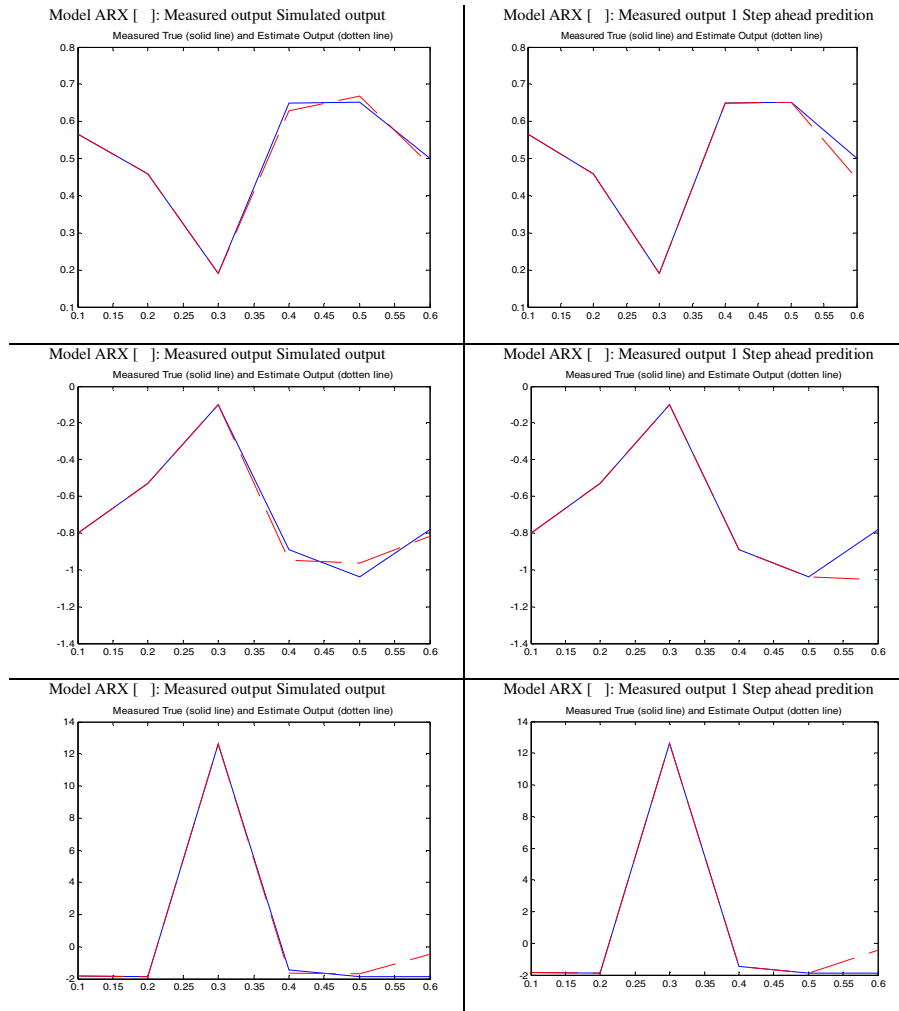 Model ARX [ ]: Measured output Simulated output
Measured True (solid line) and Estimate Output (dotten line)
0.8
0.7
0.6
0.5
0.4
0.3
0.2
0.1
0.1 0.15 0.2 0.25 0.3 0.35 0.4 0.45 0.5 0.55 0.6
Model ARX [ ]: Measured output 1 Step ahead predition
Measured True (solid line) and Estimate Output (dotten line)
0.8
0.7
0.6
0.5
0.4
0.3
0.2
0.1
0.1 0.15 0.2 0.25 0.3 0.35 0.4 0.45 0.5 0.55 0.6
Model ARX [ ]: Measured output Simulated output
Measured True (solid line) and Estimate Output (dotten line)
0
-0.2
-0.4
-0.6
-0.8
-1
-1.2
-1.4
0.1 0.15 0.2 0.25 0.3 0.35 0.4 0.45 0.5 0.55 0.6
Model ARX [ ]: Measured output 1 Step ahead predition
Measured True (solid line) and Estimate Output (dotten line)
0
-0.2
-0.4
-0.6
-0.8
-1
-1.2
-1.4
0.1 0.15 0.2 0.25 0.3 0.35 0.4 0.45 0.5 0.55 0.6
Model ARX [ ]: Measured output Simulated output
Measured True (solid line) and Estimate Output (dotten line)
14
12
10
8
6
4
2
0
-2
0.1 0.15 0.2 0.25 0.3 0.35 0.4 0.45 0.5 0.55 0.6
Model ARX [ ]: Measured output 1 Step ahead predition
Measured True (solid line) and Estimate Output (dotten line)
14
12
10
8
6
4
2
0
-2
0.1 0.15 0.2 0.25 0.3 0.35 0.4 0.45 0.5 0.55 0.6